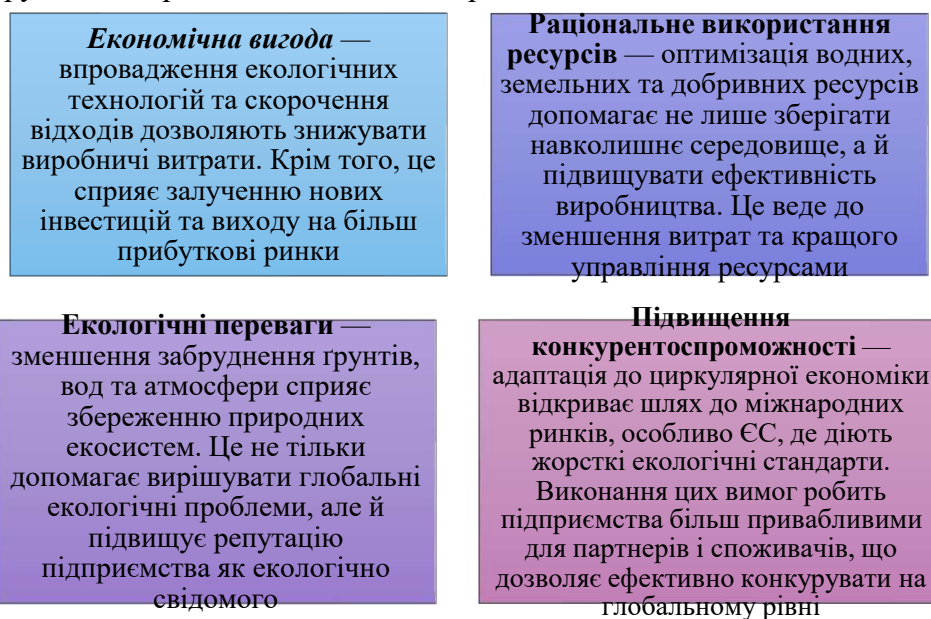 Економічна вигода —
впровадження екологічних
технологій та скорочення
відходів дозволяють знижувати
виробничі витрати. Крім того, це
сприяє залученню нових
інвестицій та виходу на більш
прибуткові ринки
Раціональне використання
ресурсів — оптимізація водних,
земельних та добривних ресурсів
допомагає не лише зберігати
навколишнє середовище, а й
підвищувати ефективність
виробництва. Це веде до
зменшення витрат та кращого
управління ресурсами
Екологічні переваги —
зменшення забруднення ґрунтів,
вод та атмосфери сприяє
збереженню природних
екосистем. Це не тільки
допомагає вирішувати глобальні
екологічні проблеми, але й
підвищує репутацію
підприємства як екологічно
свідомого
Підвищення
конкурентоспроможності —
адаптація до циркулярної економіки
відкриває шлях до міжнародних
ринків, особливо ЄС, де діють
жорсткі екологічні стандарти.
Виконання цих вимог робить
підприємства більш привабливими
для партнерів і споживачів, що
дозволяє ефективно конкурувати на
глобальному рівні